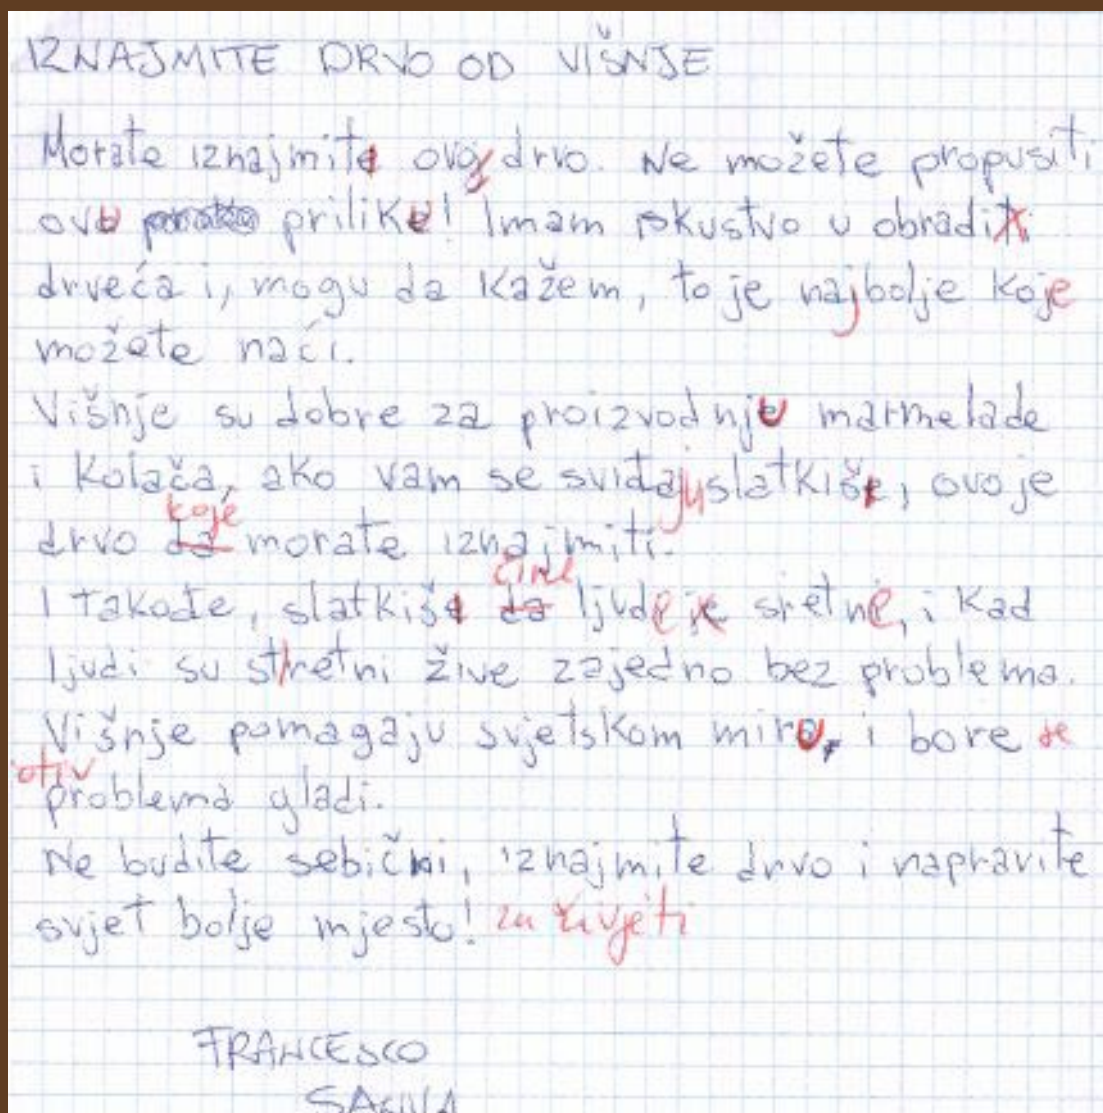 IZNAJMITE DRVO OD VIŠNJE
Morate iznajmiti ovo drvo. Ne možete propusiti
ovu priliku! Imam iskustvo u obradi
drveća i, mogu da kažem, to je najbolje koje
možete naći.
Višnje su dobre za proizvodnju marmelade
i kolača, ako vam se sviđaju slatkiši, ovo je
koje
drvo da morate iznajmiti.
čine
I takođe, slatkiši da ljude je sretne, i kad
ljudi su sretni žive zajedno bez problema.
Višnje pomagaju svjetskom miru, i bore se
otiv
problema gladi.
Ne budite sebični, iznajmite drvo i napravite
svjet bolje mjesto! za živjeti
FRANCESCO